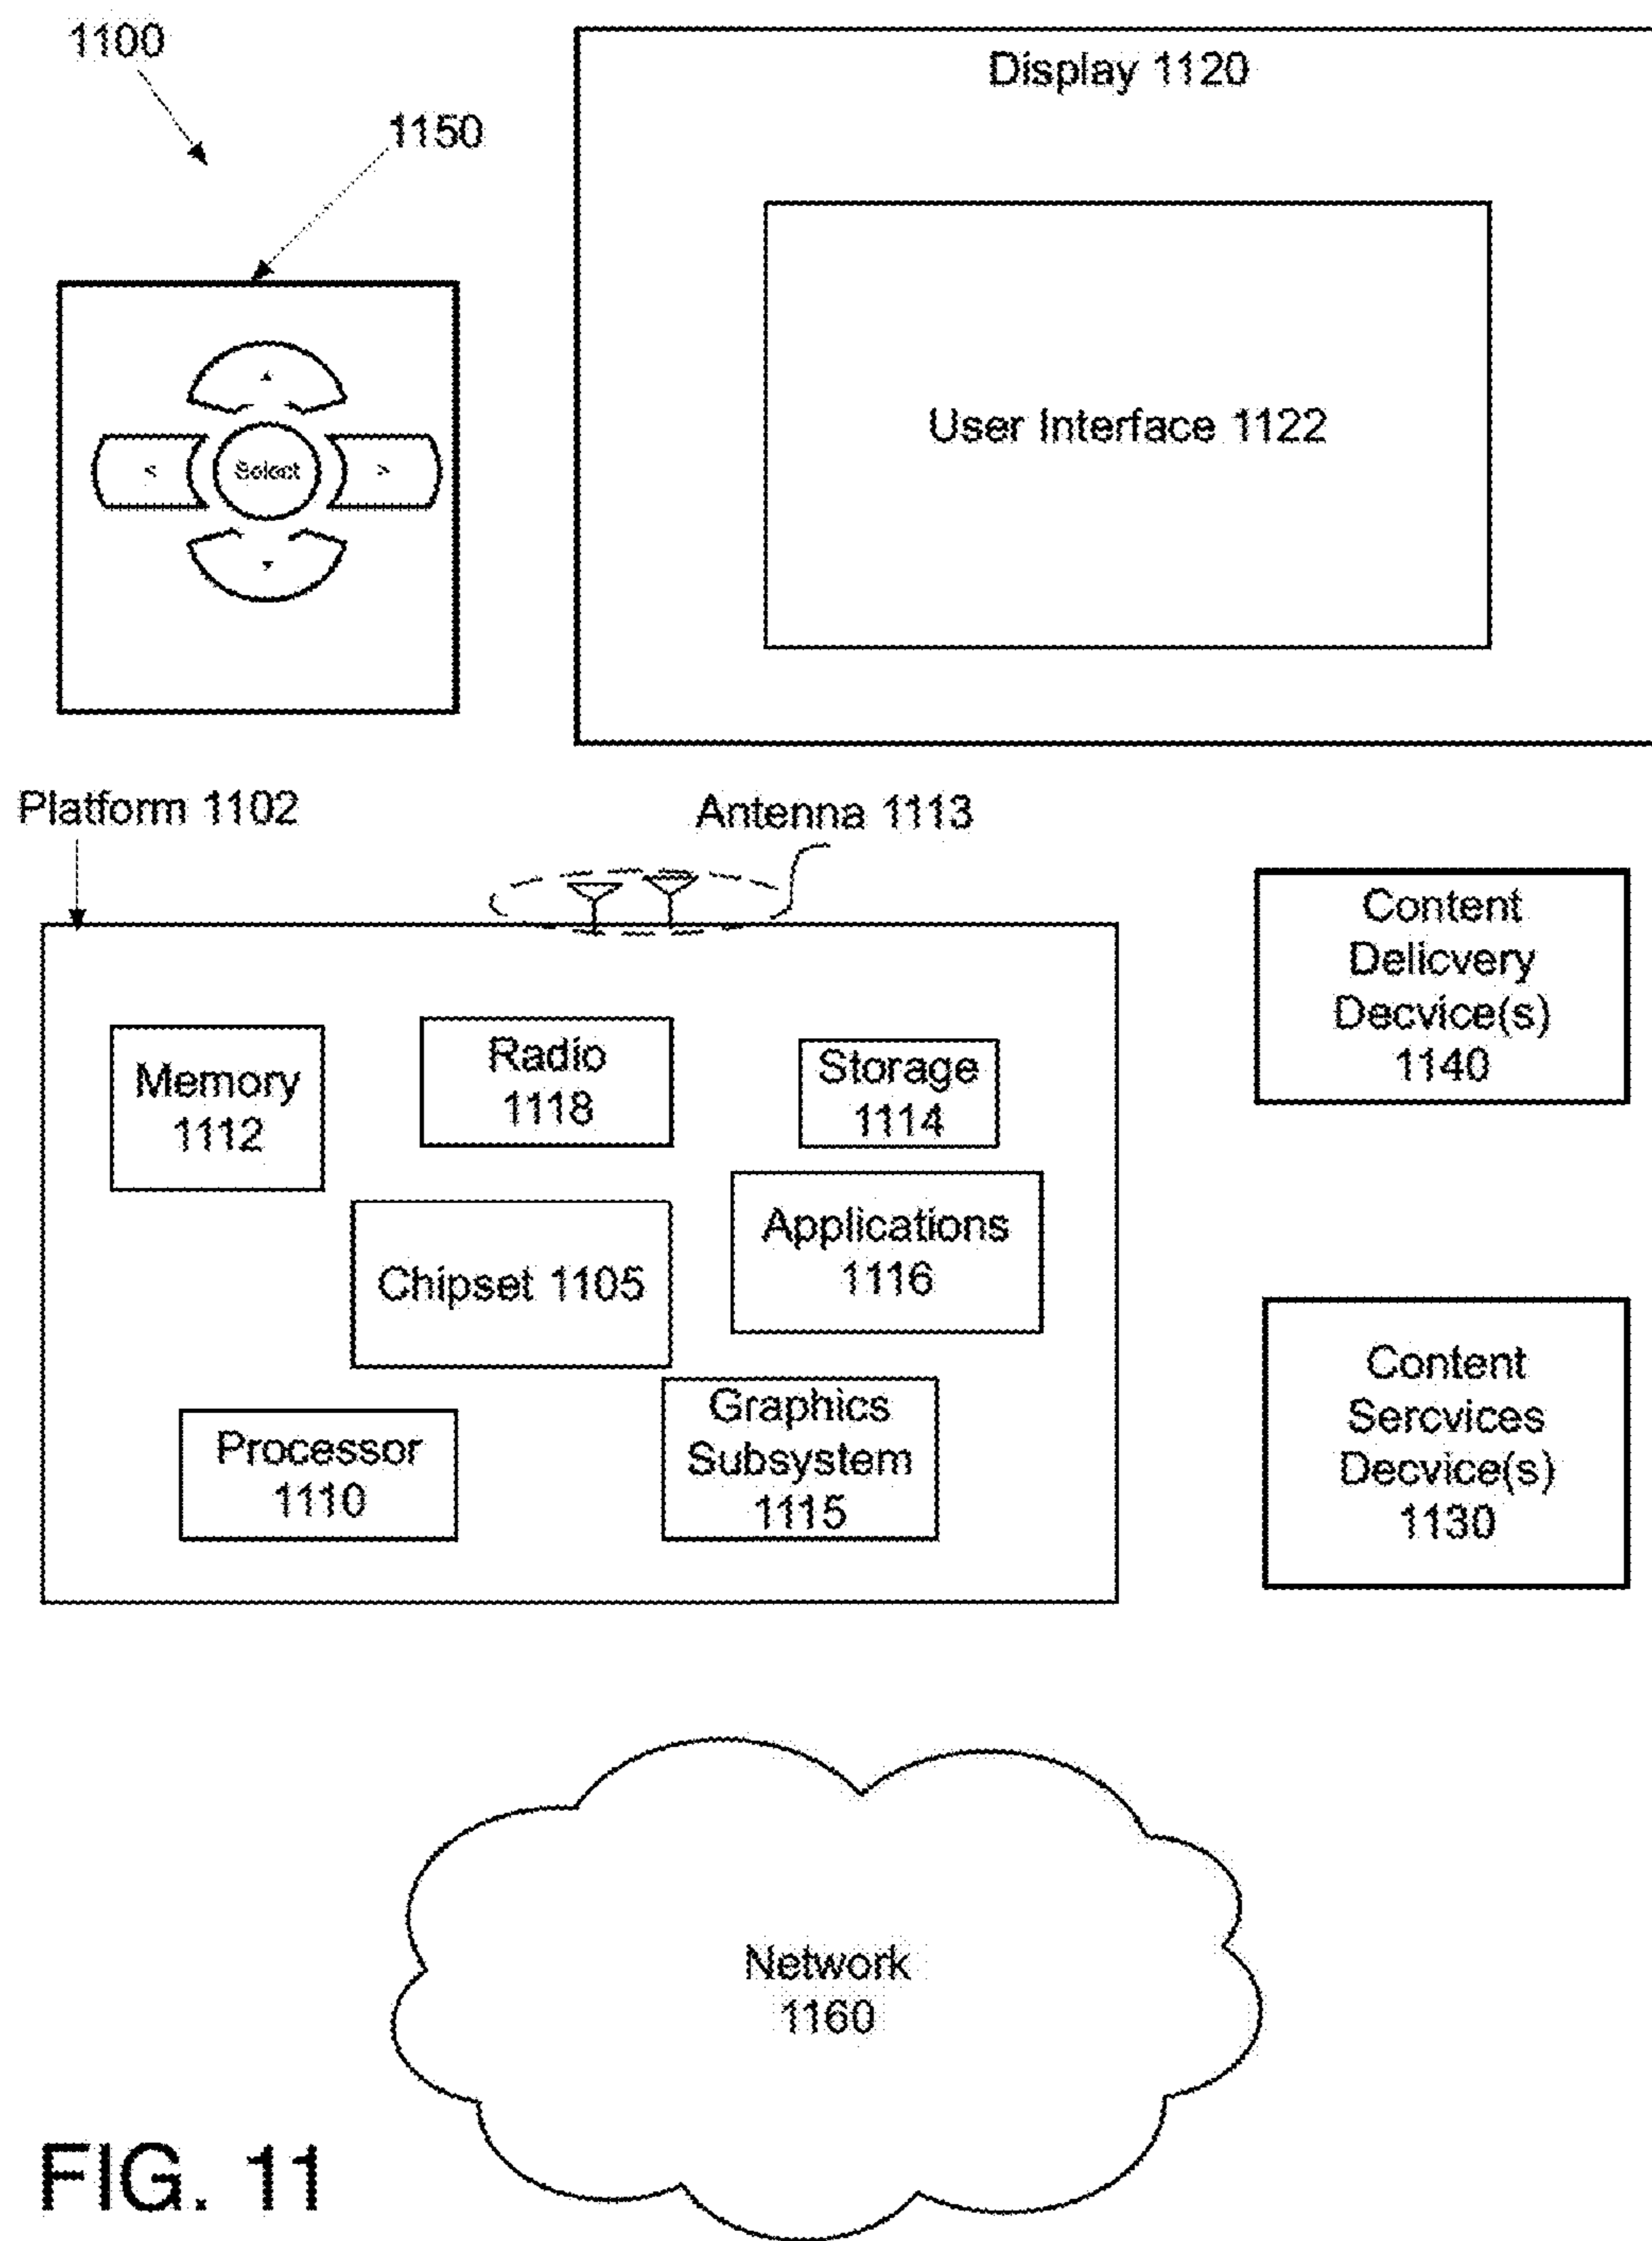 1100
1150
Display 1120
User Interface 1122
<
Select
>
Platform 1102
Antenna 1113
Memory
1112
Radio
1118
Storage
1114
Chipset 1105
Applications
1116
Processor
1110
Graphics
Subsystem
1115
Content
Delicvery
Decvice(s)
1140
Content
Sercvices
Decvice(s)
1130
Network
1160
FIG. 11